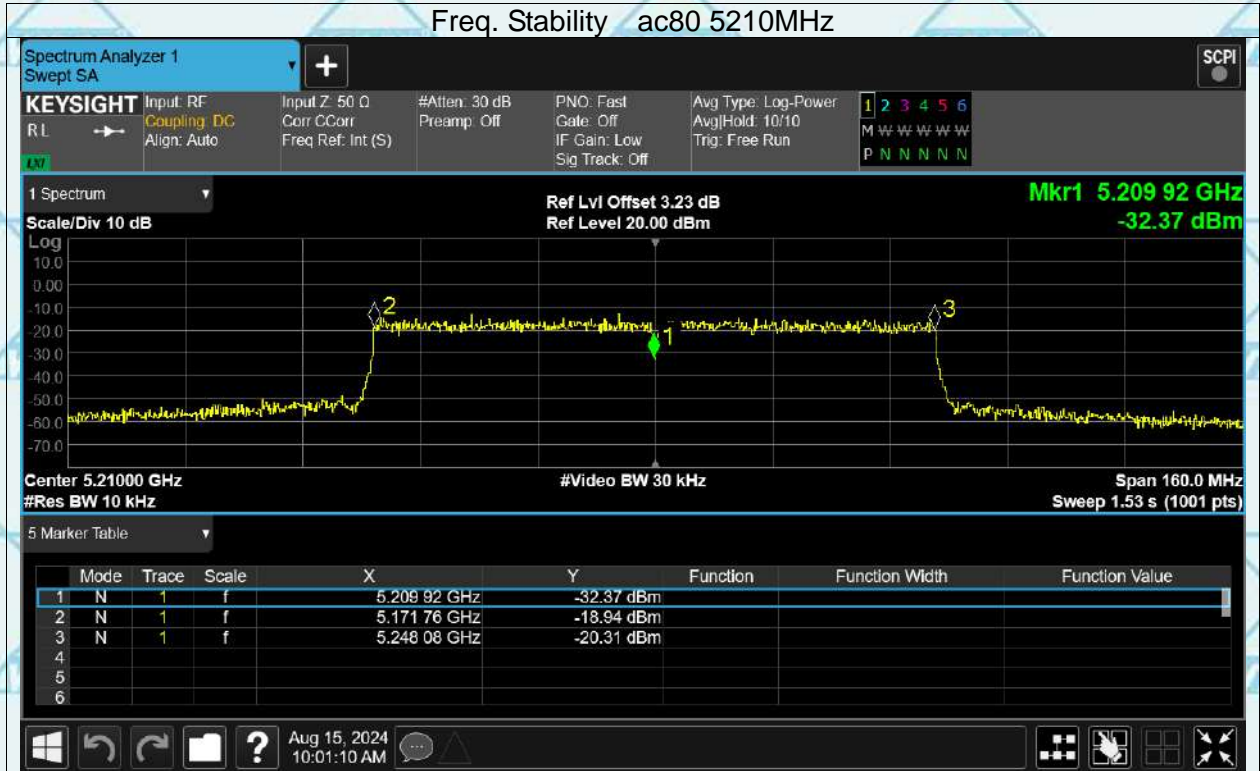 Freq. Stability ac80 5210MHz
Spectrum Analyzer 1
Swept SA
+
SCPI
KEYSIGHT
RL
LXI
Input: RF
Coupling: DC
Align: Auto
Input Z: 50 Ω
Corr CCorr
Freq Ref: Int (S)
#Atten: 30 dB
Preamp: Off
PNO: Fast
Gate: Off
IF Gain: Low
Sig Track: Off
Avg Type: Log-Power
Avg|Hold: 10/10
Trig: Free Run
1 2 3 4 5 6
M W W W W W W
P N N N N N N
1 Spectrum
Scale/Div 10 dB
Ref Lvl Offset 3.23 dB
Ref Level 20.00 dBm
Mkr1 5.209 92 GHz
-32.37 dBm
Log
10.0
0.00
-10.0
-20.0
-30.0
-40.0
-50.0
-60.0
-70.0
2
1
3
Center 5.21000 GHz
#Video BW 30 kHz
Span 160.0 MHz
#Res BW 10 kHz
Sweep 1.53 s (1001 pts)
5 Marker Table
Mode Trace Scale X Y Function Function Width Function Value
1 N 1 f 5.209 92 GHz -32.37 dBm
2 N 1 f 5.171 76 GHz -18.94 dBm
3 N 1 f 5.248 08 GHz -20.31 dBm
4
5
6
?
Aug 15, 2024
10:01:10 AM